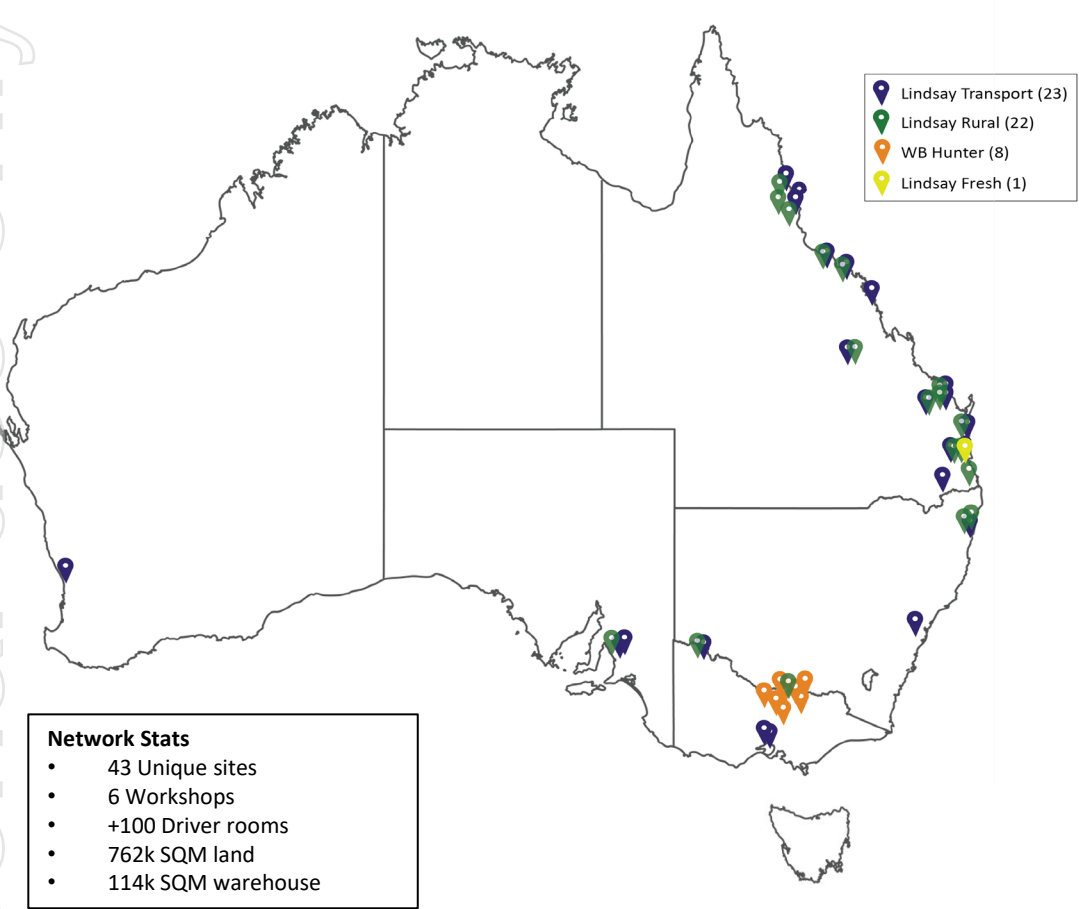 Lindsay Transport (23)
Lindsay Rural (22)
WB Hunter (8)
Lindsay Fresh (1)
Network Stats
• 43 Unique sites
• 6 Workshops
• +100 Driver rooms
• 762k SQM land
• 114k SQM warehouse